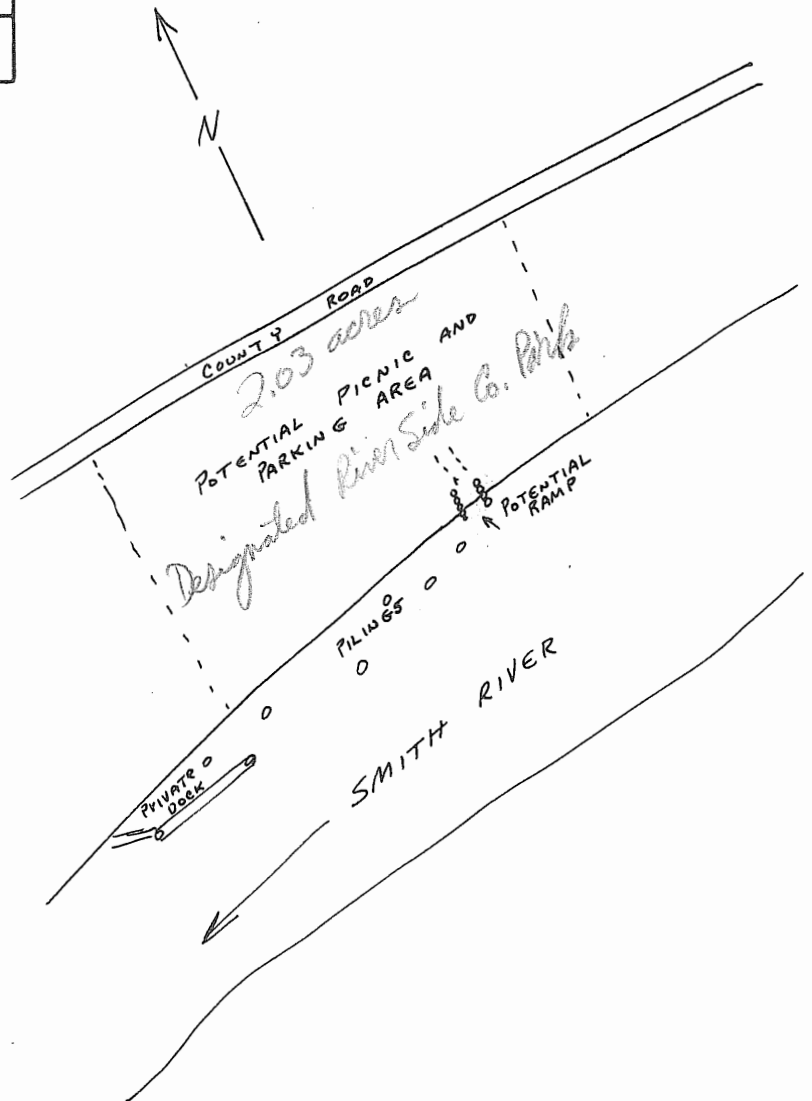 N
COUNTY ROAD
2.03 acres
POTENTIAL PICNIC AND
PARKING AREA
Designated River Side Co. Park
POTENTIAL
RAMP
PILINGS
SMITH RIVER
PRIVATE
DOCK